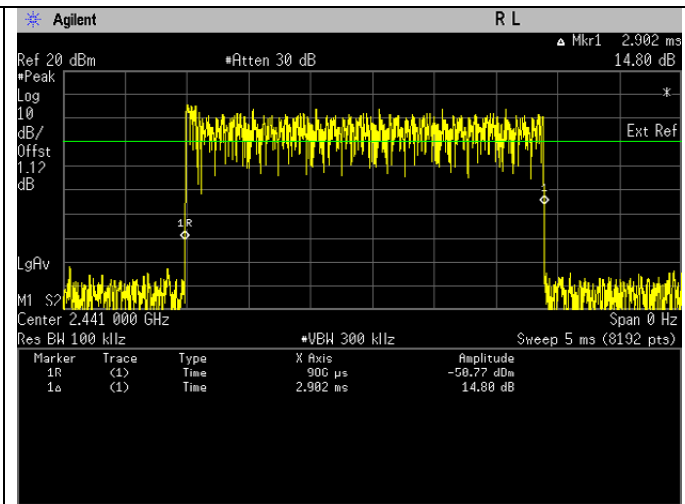 Agilent R L
Δ Mkr1 2.902 ms
Ref 20 dBm #Atten 30 dB 14.80 dB
#Peak
Log
10
dB/
Offst
1.12
dB
Ext Ref
1R
1
LgAv
M1 S2
Center 2.441 000 GHz Span 0 Hz
Res BW 100 kHz #VBW 300 kHz Sweep 5 ms (8192 pts)
Marker Trace Type X Axis Amplitude
1R (1) Time 906 µs -50.77 dBm
1Δ (1) Time 2.902 ms 14.80 dB